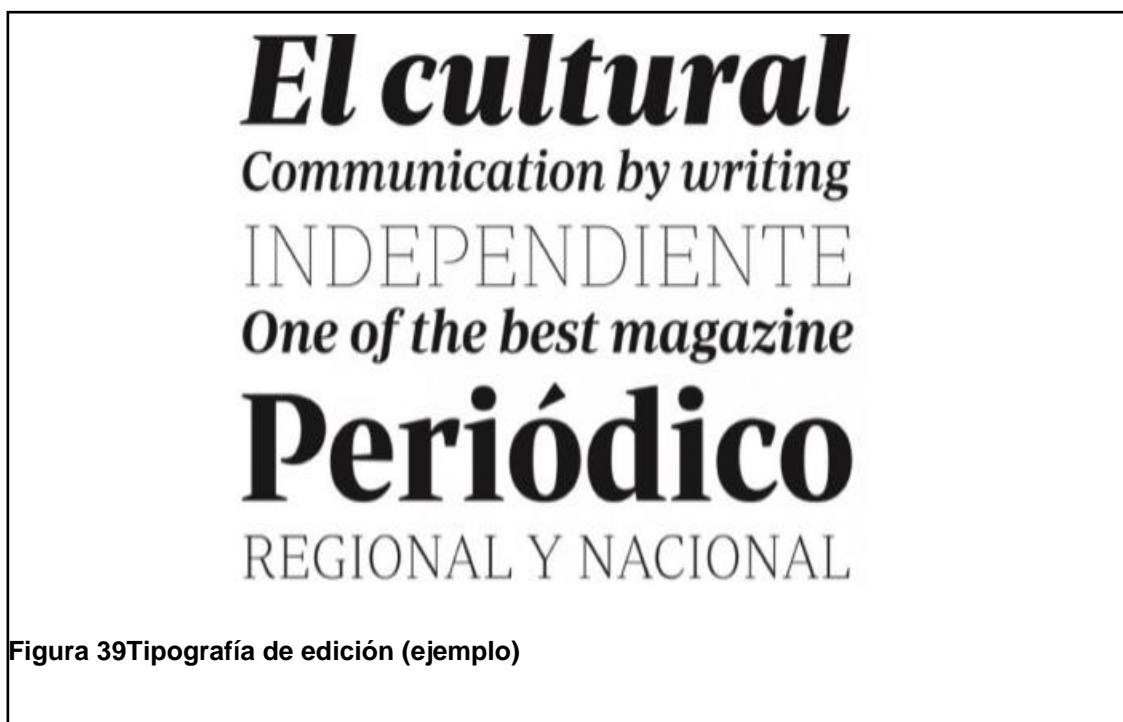 El cultural
Communication by writing
INDEPENDIENTE
One of the best magazine
Periódico
REGIONAL Y NACIONAL
Figura 39Tipografía de edición (ejemplo)